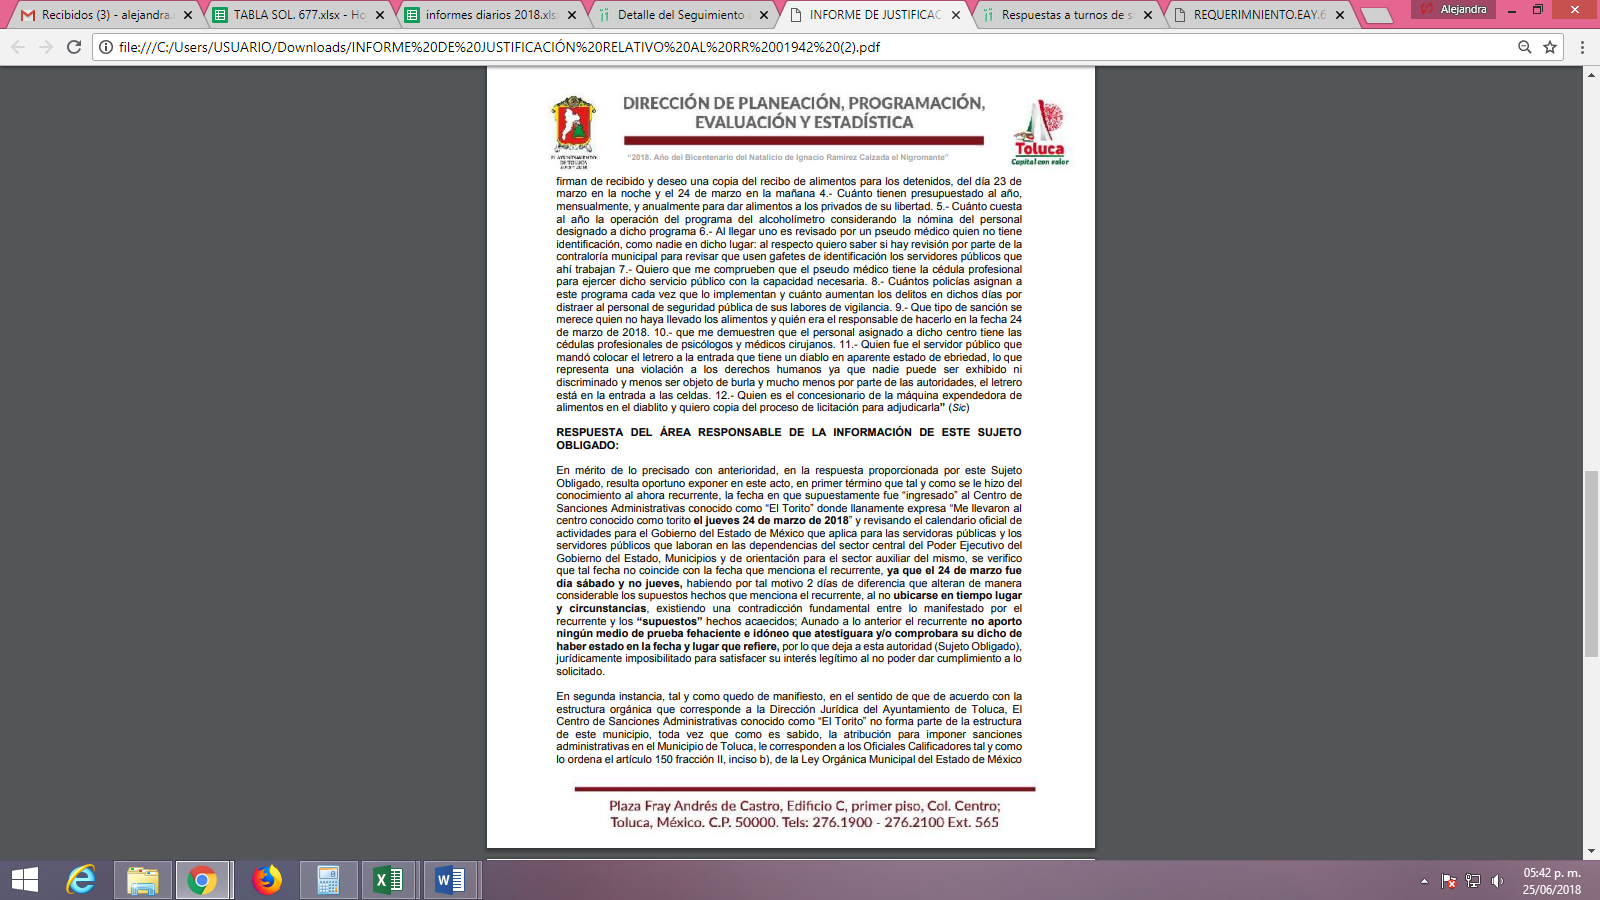 Recibidos (3) - alejandra.
TABLA SOL. 677.xlsx - Ho
informes diarios 2018.xls
Detalle del Seguimiento
INFORME DE JUSTIFICAC
Respuestas a turnos de s
REQUERIMNIENTO.EAY.6
Alejandra
file:///C:/Users/USUARIO/Downloads/INFORME%20DE%20JUSTIFICACIÓN%20RELATIVO%20AL%20RR%2001942%20(2).pdf
DIRECCIÓN DE PLANEACIÓN, PROGRAMACIÓN,
EVALUACIÓN Y ESTADÍSTICA
EL AYUNTAMIENTO
DE TOLUCA
Toluca
Capital con valor
“2018. Año del Bicentenario del Natalicio de Ignacio Ramírez Calzada el Nigromante”
firman de recibido y deseo una copia del recibo de alimentos para los detenidos, del día 23 de
marzo en la noche y el 24 de marzo en la mañana 4.- Cuánto tienen presupuestado al año,
mensualmente, y anualmente para dar alimentos a los privados de su libertad. 5.- Cuánto cuesta
al año la operación del programa del alcoholímetro considerando la nómina del personal
designado a dicho programa 6.- Al llegar uno es revisado por un pseudo médico quien no tiene
identificación, como nadie en dicho lugar: al respecto quiero saber si hay revisión por parte de la
contraloría municipal para revisar que usen gafetes de identificación los servidores públicos que
ahí trabajan 7.- Quiero que me comprueben que el pseudo médico tiene la cédula profesional
para ejercer dicho servicio público con la capacidad necesaria. 8.- Cuántos policías asignan a
este programa cada vez que lo implementan y cuánto aumentan los delitos en dichos días por
distraer al personal de seguridad pública de sus labores de vigilancia. 9.- Que tipo de sanción se
merece quien no haya llevado los alimentos y quién era el responsable de hacerlo en la fecha 24
de marzo de 2018. 10.- que me demuestren que el personal asignado a dicho centro tiene las
cédulas profesionales de psicólogos y médicos cirujanos. 11.- Quien fue el servidor público que
mandó colocar el letrero a la entrada que tiene un diablo en aparente estado de ebriedad, lo que
representa una violación a los derechos humanos ya que nadie puede ser exhibido ni
discriminado y menos ser objeto de burla y mucho menos por parte de las autoridades, el letrero
está en la entrada a las celdas. 12.- Quien es el concesionario de la máquina expendedora de
alimentos en el diablito y quiero copia del proceso de licitación para adjudicarla” (Sic)
RESPUESTA DEL ÁREA RESPONSABLE DE LA INFORMACIÓN DE ESTE SUJETO
OBLIGADO:
En mérito de lo precisado con anterioridad, en la respuesta proporcionada por este Sujeto
Obligado, resulta oportuno exponer en este acto, en primer término que tal y como se le hizo del
conocimiento al ahora recurrente, la fecha en que supuestamente fue “ingresado” al Centro de
Sanciones Administrativas conocido como “El Torito” donde llanamente expresa “Me llevaron al
centro conocido como torito el jueves 24 de marzo de 2018” y revisando el calendario oficial de
actividades para el Gobierno del Estado de México que aplica para las servidoras públicas y los
servidores públicos que laboran en las dependencias del sector central del Poder Ejecutivo del
Gobierno del Estado, Municipios y de orientación para el sector auxiliar del mismo, se verifico
que tal fecha no coincide con la fecha que menciona el recurrente, ya que el 24 de marzo fue
día sábado y no jueves, habiendo por tal motivo 2 días de diferencia que alteran de manera
considerable los supuestos hechos que menciona el recurrente, al no ubicarse en tiempo lugar
y circunstancias, existiendo una contradicción fundamental entre lo manifestado por el
recurrente y los “supuestos” hechos acaecidos; Aunado a lo anterior el recurrente no aporto
ningún medio de prueba fehaciente e idóneo que atestiguara y/o comprobara su dicho de
haber estado en la fecha y lugar que refiere, por lo que deja a esta autoridad (Sujeto Obligado),
jurídicamente imposibilitado para satisfacer su interés legítimo al no poder dar cumplimiento a lo
solicitado.
En segunda instancia, tal y como quedo de manifiesto, en el sentido de que de acuerdo con la
estructura orgánica que corresponde a la Dirección Jurídica del Ayuntamiento de Toluca, El
Centro de Sanciones Administrativas conocido como “El Torito” no forma parte de la estructura
de este municipio, toda vez que como es sabido, la atribución para imponer sanciones
administrativas en el Municipio de Toluca, le corresponden a los Oficiales Calificadores tal y como
lo ordena el artículo 150 fracción II, inciso b), de la Ley Orgánica Municipal del Estado de México
Plaza Fray Andrés de Castro, Edificio C, primer piso, Col. Centro;
Toluca, México. C.P. 50000. Tels: 276.1900 - 276.2100 Ext. 565
05:42 p. m.
25/06/2018